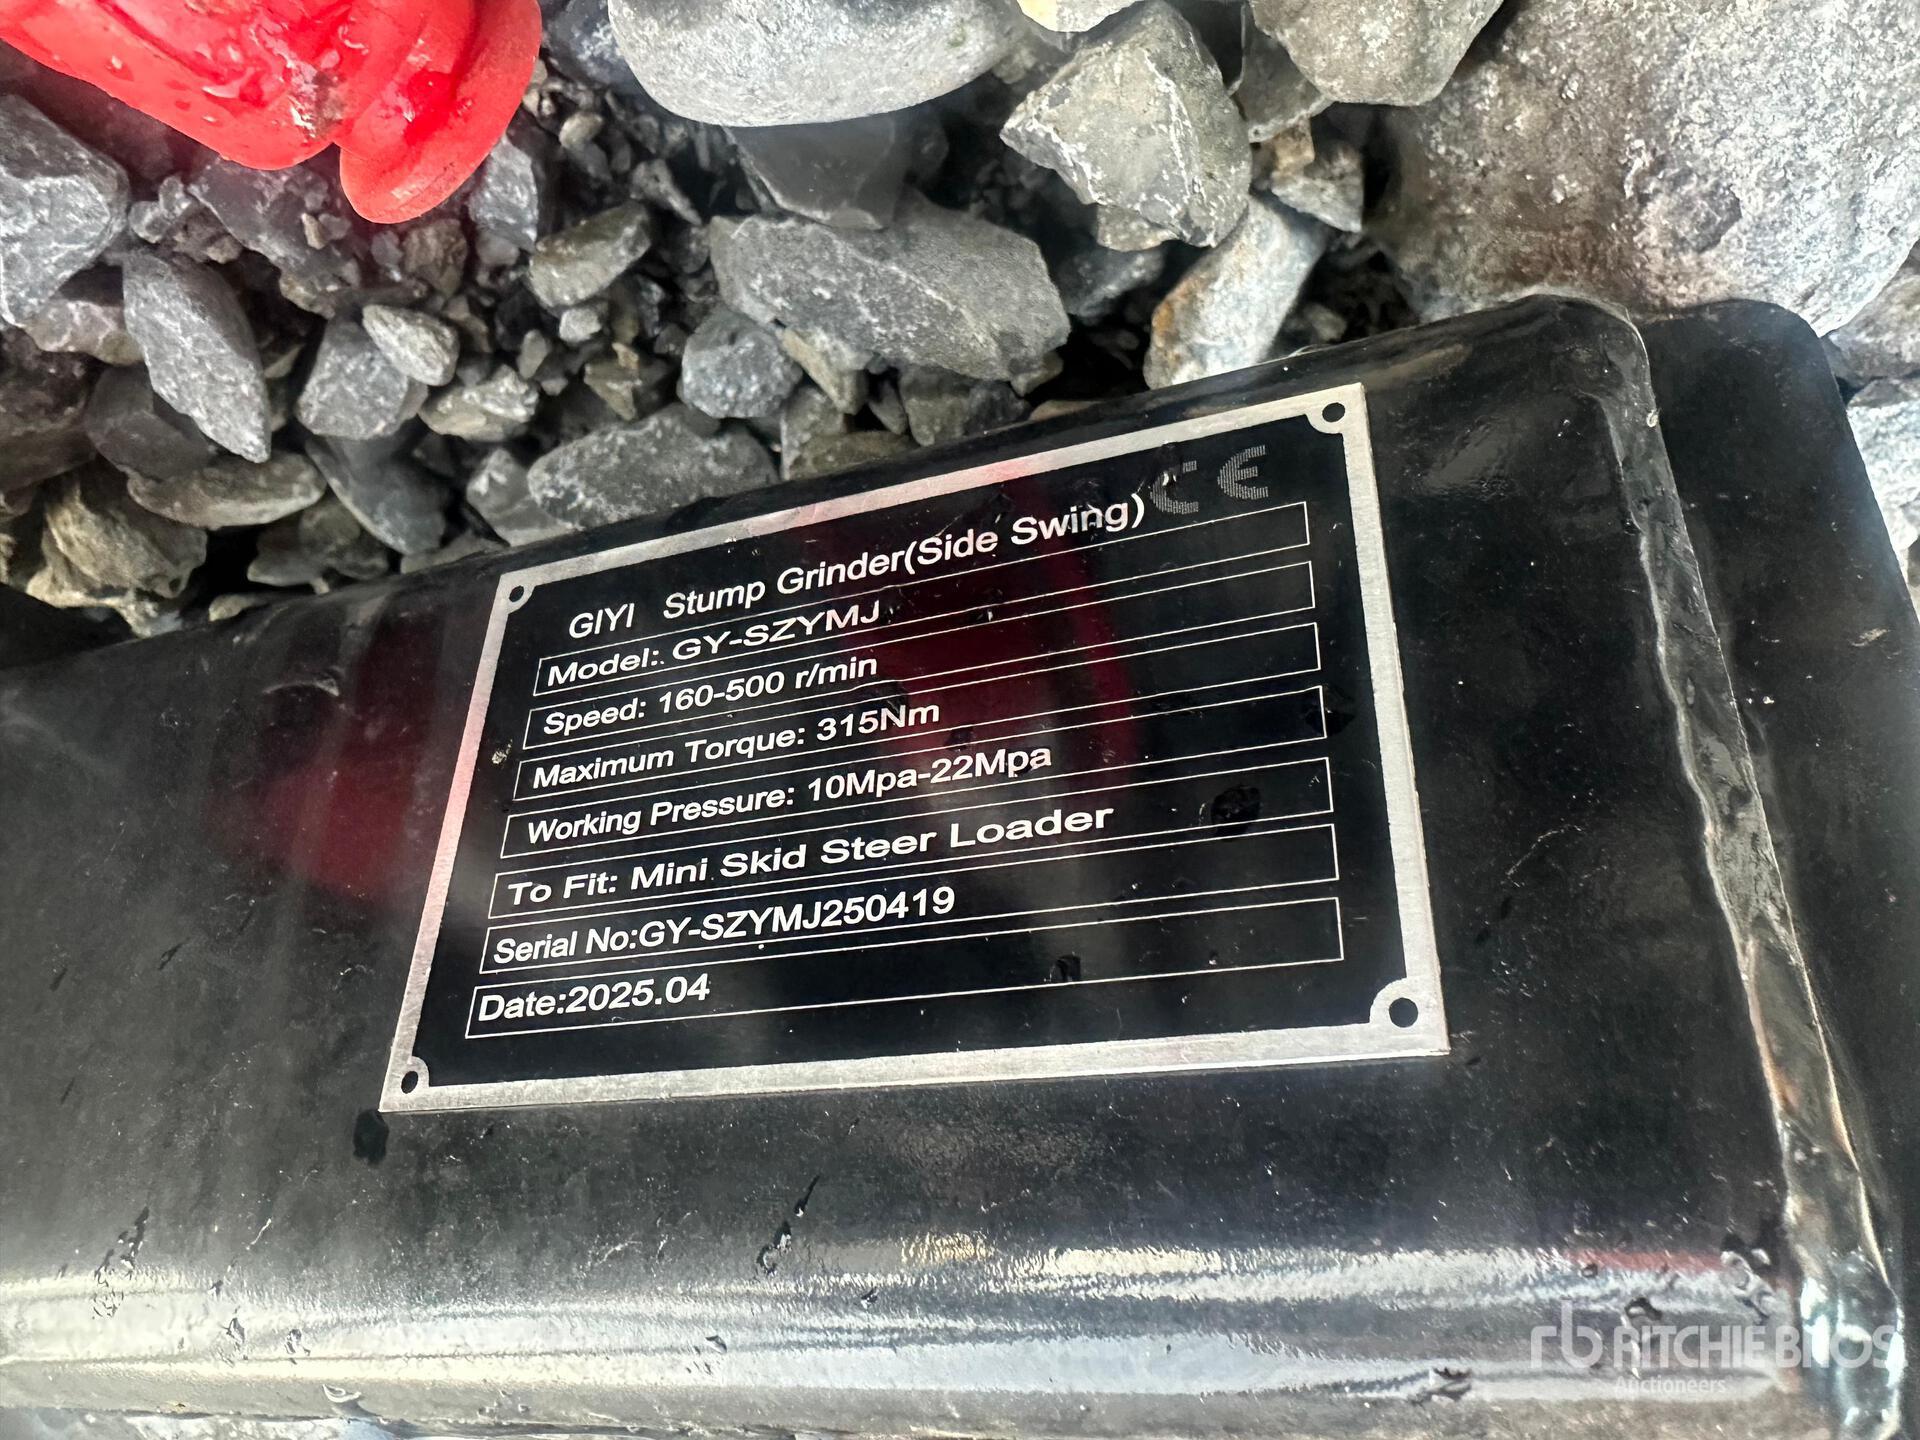 GIYI Stump Grinder(Side Swing) CE
Model: GY-SZYMJ
Speed: 160-500 r/min
Maximum Torque: 315Nm
Working Pressure: 10Mpa-22Mpa
To Fit: Mini Skid Steer Loader
Serial No:GY-SZYMJ250419
Date:2025.04
rb RITCHIE BROS.
Auctioneers